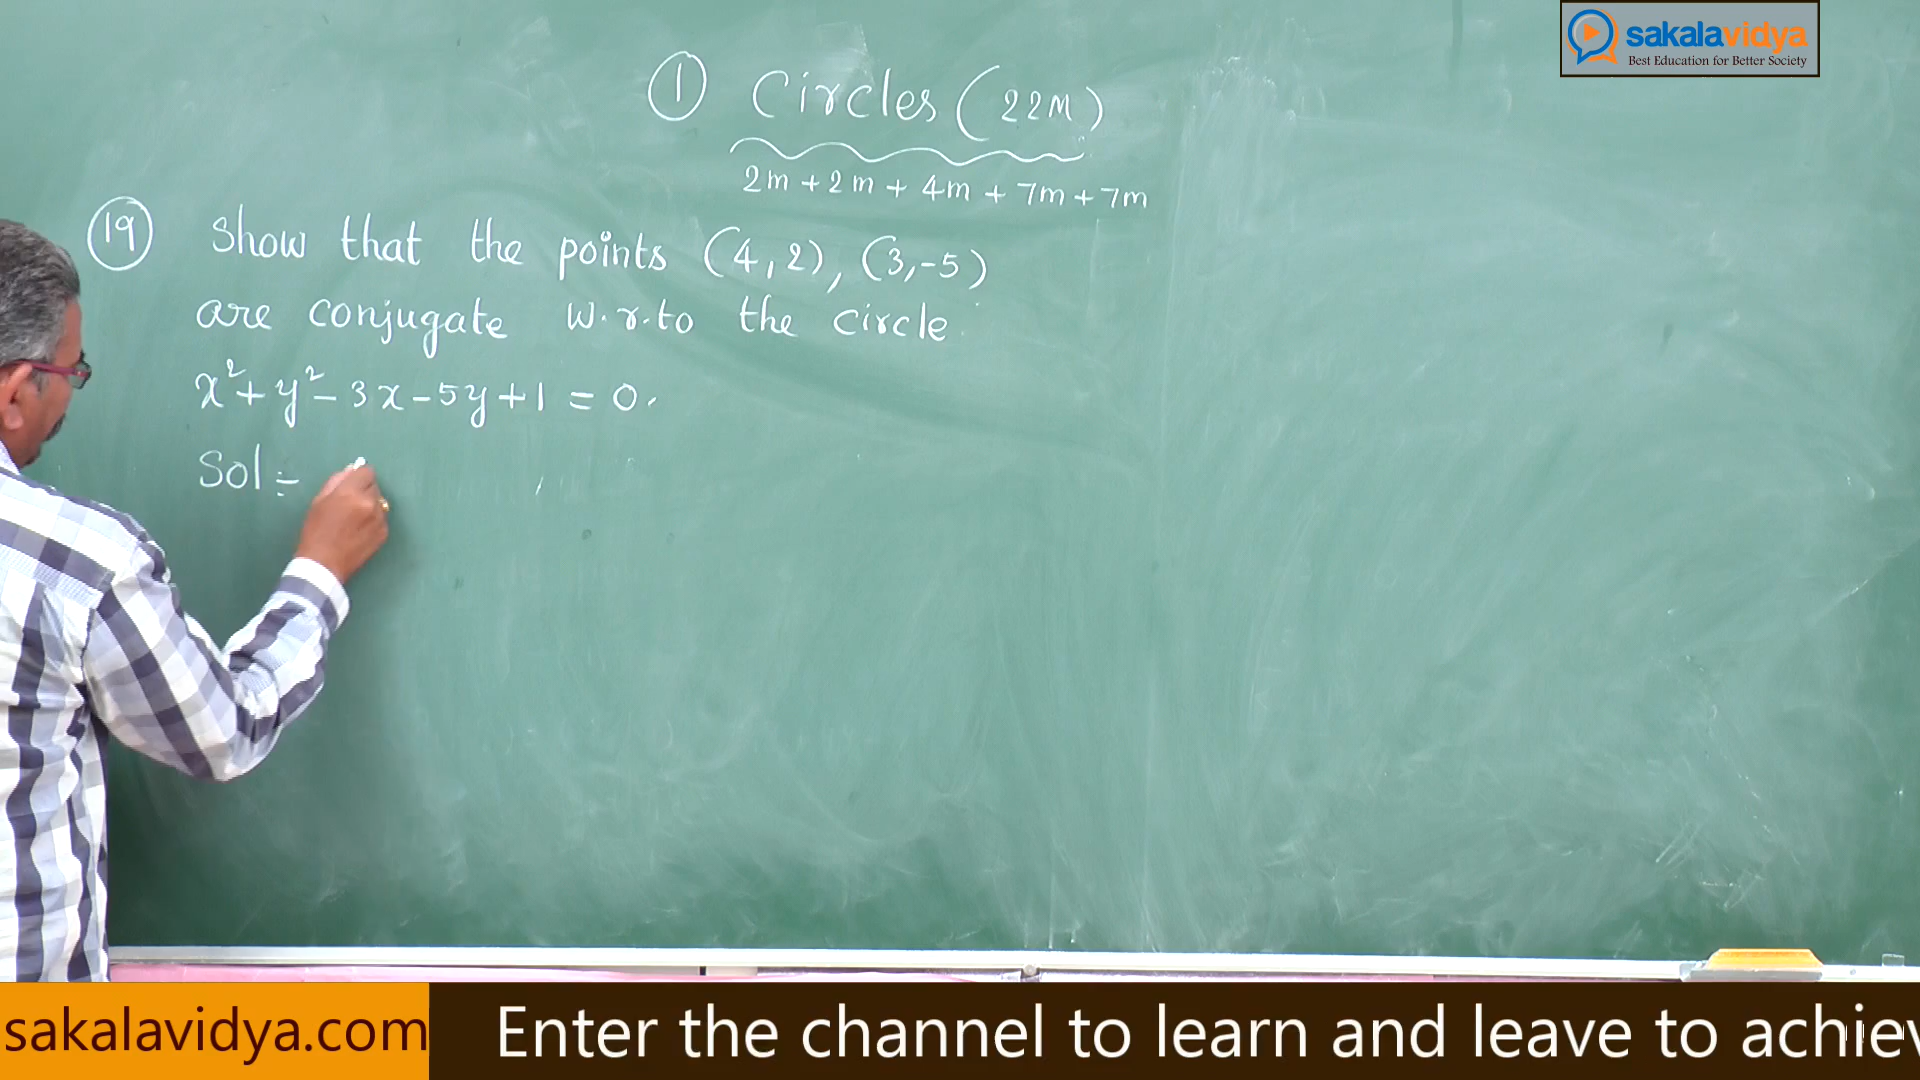 sakalavidya
Best Education for Better Society
① Circles (22M)
2m + 2m + 4m + 7m + 7m
⑲ Show that the points (4,2), (3,-5)
are conjugate w.r.to the circle.
x²+y²-3x-5y+1=0.
Sol:-
sakalavidya.com
Enter the channel to learn and leave to achiev